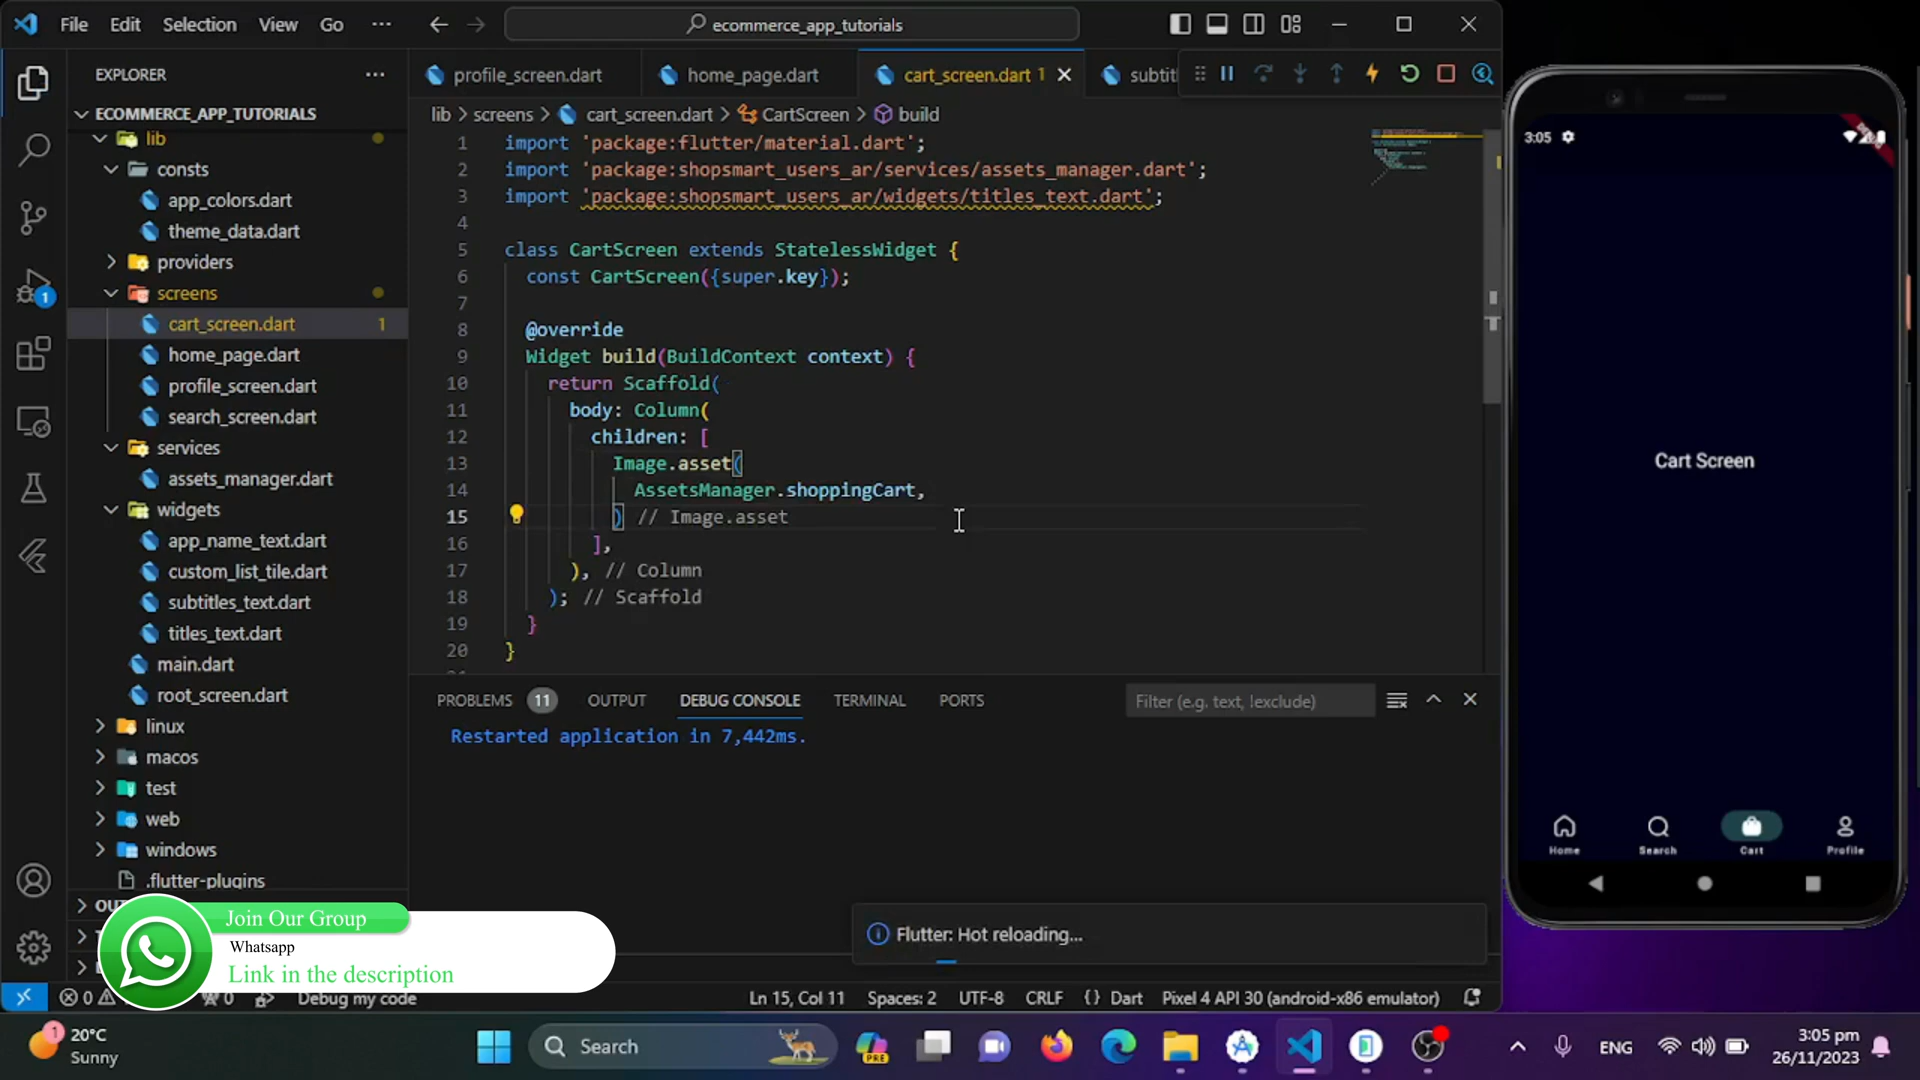 File Edit Selection View Go ···
ecommerce_app_tutorials
EXPLORER
ECOMMERCE_APP_TUTORIALS
lib
consts
app_colors.dart
theme_data.dart
providers
screens
cart_screen.dart 1
home_page.dart
profile_screen.dart
search_screen.dart
services
assets_manager.dart
widgets
app_name_text.dart
custom_list_tile.dart
subtitles_text.dart
titles_text.dart
main.dart
root_screen.dart
linux
macos
test
web
windows
.flutter-plugins
1
profile_screen.dart home_page.dart cart_screen.dart 1
lib > screens > cart_screen.dart > CartScreen > build
1 import 'package:flutter/material.dart';
2 import 'package:shopsmart_users_ar/services/assets_manager.dart';
3 import 'package:shopsmart_users_ar/widgets/titles_text.dart';
4
5 class CartScreen extends StatelessWidget {
6 const CartScreen({super.key});
7
8 @override
9 Widget build(BuildContext context) {
10 return Scaffold(
11 body: Column(
12 children: [
13 Image.asset(
14 AssetsManager.shoppingCart,
15 ) // Image.asset
16 ],
17 ), // Column
18 ); // Scaffold
19 }
20 }
PROBLEMS 11 OUTPUT DEBUG CONSOLE TERMINAL PORTS
Filter (e.g. text, !exclude)
Restarted application in 7,442ms.
Flutter: Hot reloading...
Join Our Group
Whatsapp
Link in the description
0 0 Debug my code Ln 15, Col 11 Spaces: 2 UTF-8 CRLF {} Dart Pixel 4 API 30 (android-x86 emulator)
3:05
Cart Screen
Home Search Cart Profile
1
20°C
Sunny
Search
PRE
ENG
3:05 pm
26/11/2023